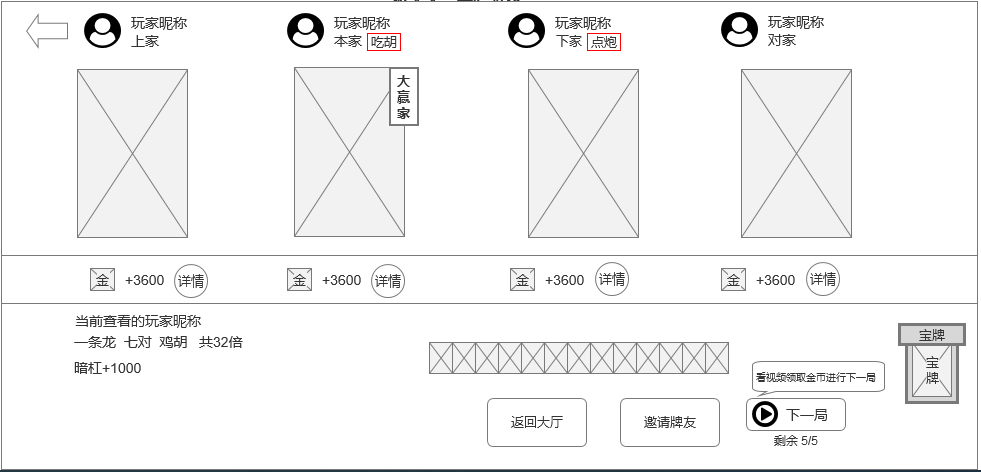 玩家昵称
上家
玩家昵称
本家 吃胡
玩家昵称
下家 点炮
玩家昵称
对家
大
赢
家
金 +3600 详情
金 +3600 详情
金 +3600 详情
金 +3600 详情
当前查看的玩家昵称
一条龙 七对 鸡胡 共32倍
暗杠+1000
宝牌
宝
牌
看视频领取金币进行下一局
返回大厅
邀请牌友
下一局
剩余 5/5